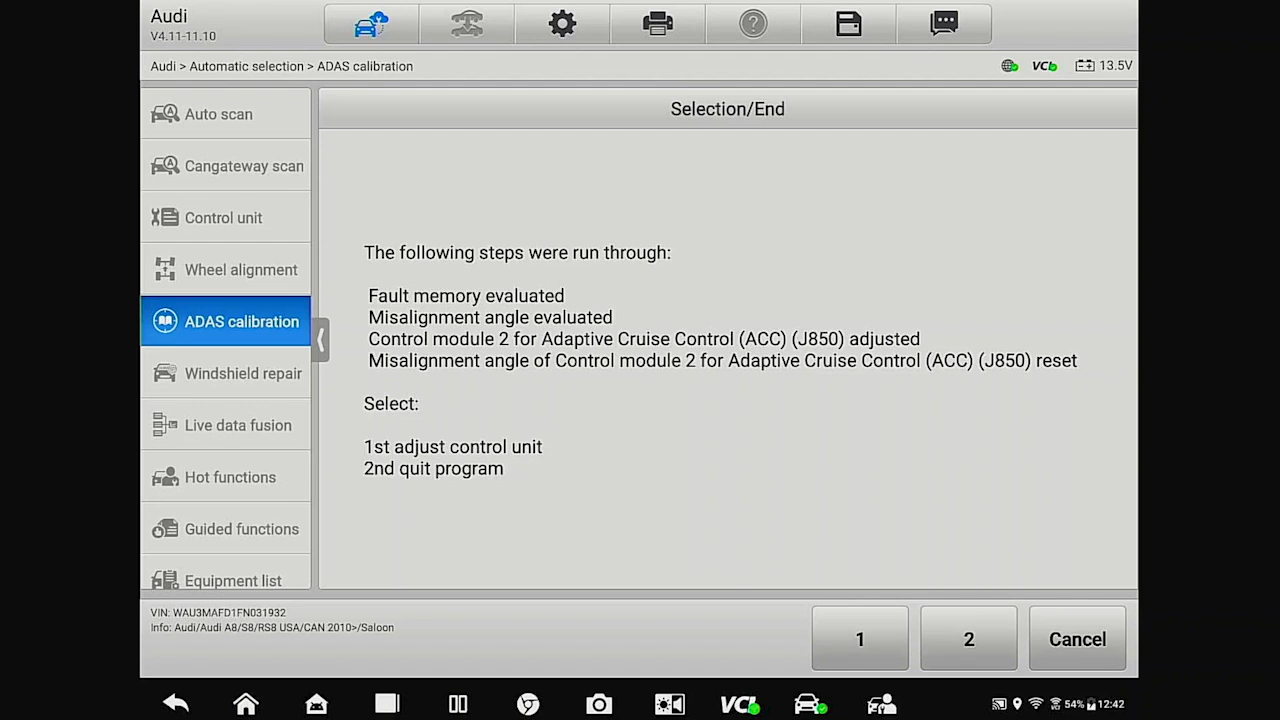 Audi
V4.11-11.10
Audi > Automatic selection > ADAS calibration
VCI
13.5V
Auto scan
Cangateway scan
Control unit
Wheel alignment
ADAS calibration
Windshield repair
Live data fusion
Hot functions
Guided functions
Equipment list
Selection/End
The following steps were run through:
Fault memory evaluated
Misalignment angle evaluated
Control module 2 for Adaptive Cruise Control (ACC) (J850) adjusted
Misalignment angle of Control module 2 for Adaptive Cruise Control (ACC) (J850) reset
Select:
1st adjust control unit
2nd quit program
VIN: WAU3MAFD1FN031932
Info: Audi/Audi A8/S8/RS8 USA/CAN 2010>/Saloon
1
2
Cancel
VCI
54%
12:42